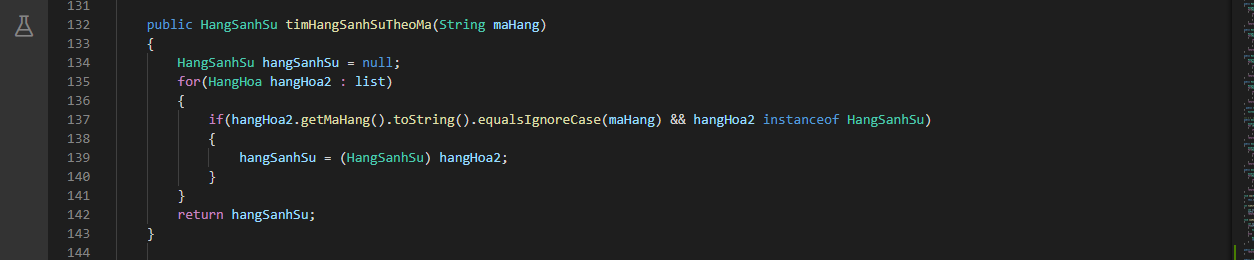 131
132 public HangSanhSu timHangSanhSuTheoMa(String maHang)
133 {
134 HangSanhSu hangSanhSu = null;
135 for(HangHoa hangHoa2 : list)
136 {
137 if(hangHoa2.getMaHang().toString().equalsIgnoreCase(maHang) && hangHoa2 instanceof HangSanhSu)
138 {
139 hangSanhSu = (HangSanhSu) hangHoa2;
140 }
141 }
142 return hangSanhSu;
143 }
144